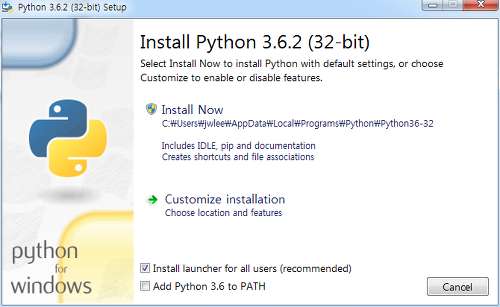 Python 3.6.2 (32-bit) Setup
Install Python 3.6.2 (32-bit)
Select Install Now to install Python with default settings, or choose
Customize to enable or disable features.
Install Now
C:₩Users₩jwlee₩AppData₩Local₩Programs₩Python₩Python36-32
Includes IDLE, pip and documentation
Creates shortcuts and file associations
Customize installation
Choose location and features
python
for
windows
Install launcher for all users (recommended)
Add Python 3.6 to PATH
Cancel